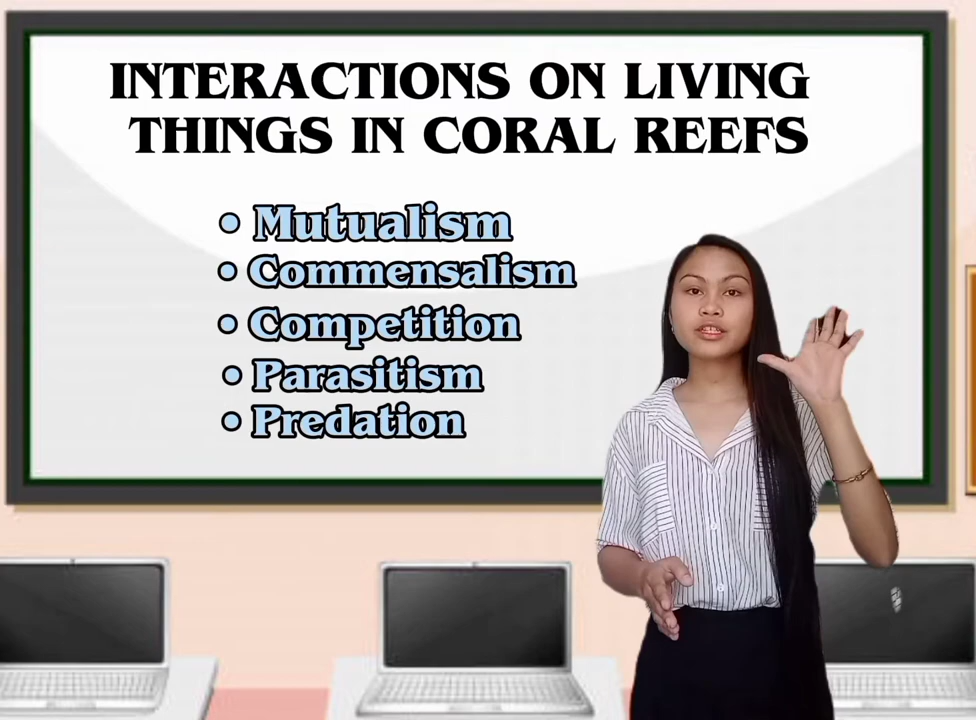 INTERACTIONS ON LIVING
THINGS IN CORAL REEFS
• Mutualism
• Commensalism
• Competition
• Parasitism
• Predation